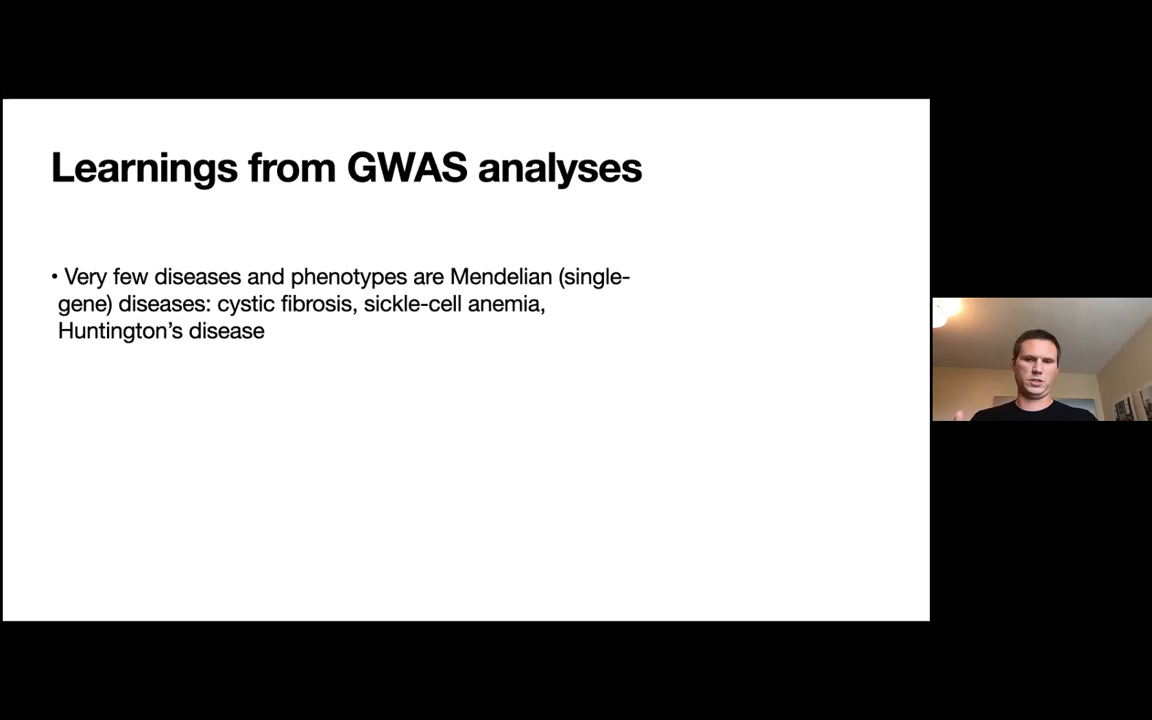 Learnings from GWAS analyses
• Very few diseases and phenotypes are Mendelian (single-
gene) diseases: cystic fibrosis, sickle-cell anemia,
Huntington’s disease